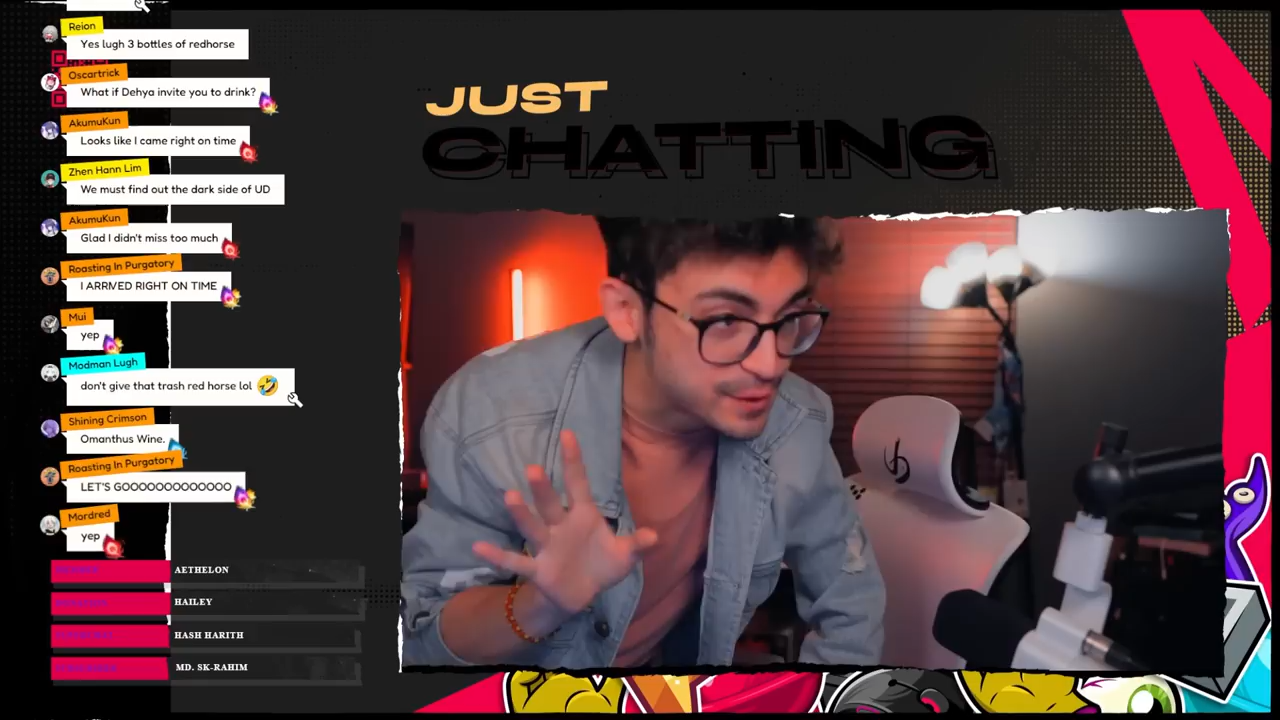 Reion
Yes lugh 3 bottles of redhorse
Oscartrick
What if Dehya invite you to drink?
AkumuKun
Looks like I came right on time
Zhen Hann Lim
We must find out the dark side of UD
AkumuKun
Glad I didn't miss too much
Roasting In Purgatory
I ARRIVED RIGHT ON TIME
Mui
yep
Modman Lugh
don't give that trash red horse lol 🤣
Shining Crimson
Omanthus Wine.
Roasting In Purgatory
LET'S GOOOOOOOOOOOOO
Mordred
yep
AETHELON
HAILEY
HASH HARITH
MD. SK-RAHIM
JUST
CHATTING